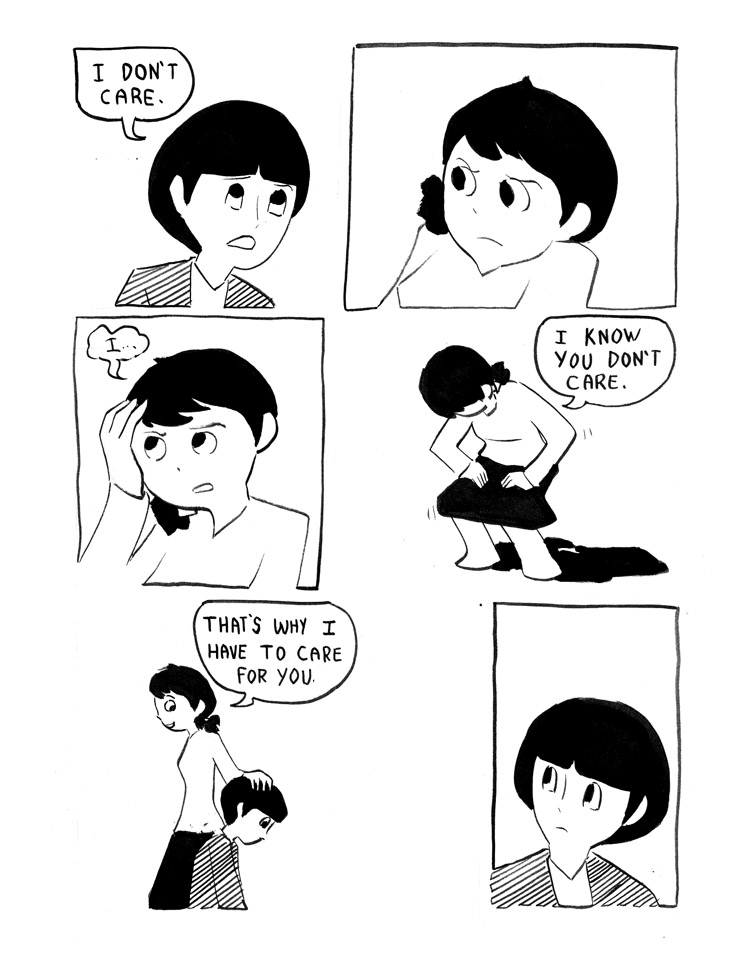 I DON'T
CARE.
I...
I KNOW
YOU DON'T
CARE.
THAT'S WHY I
HAVE TO CARE
FOR YOU.